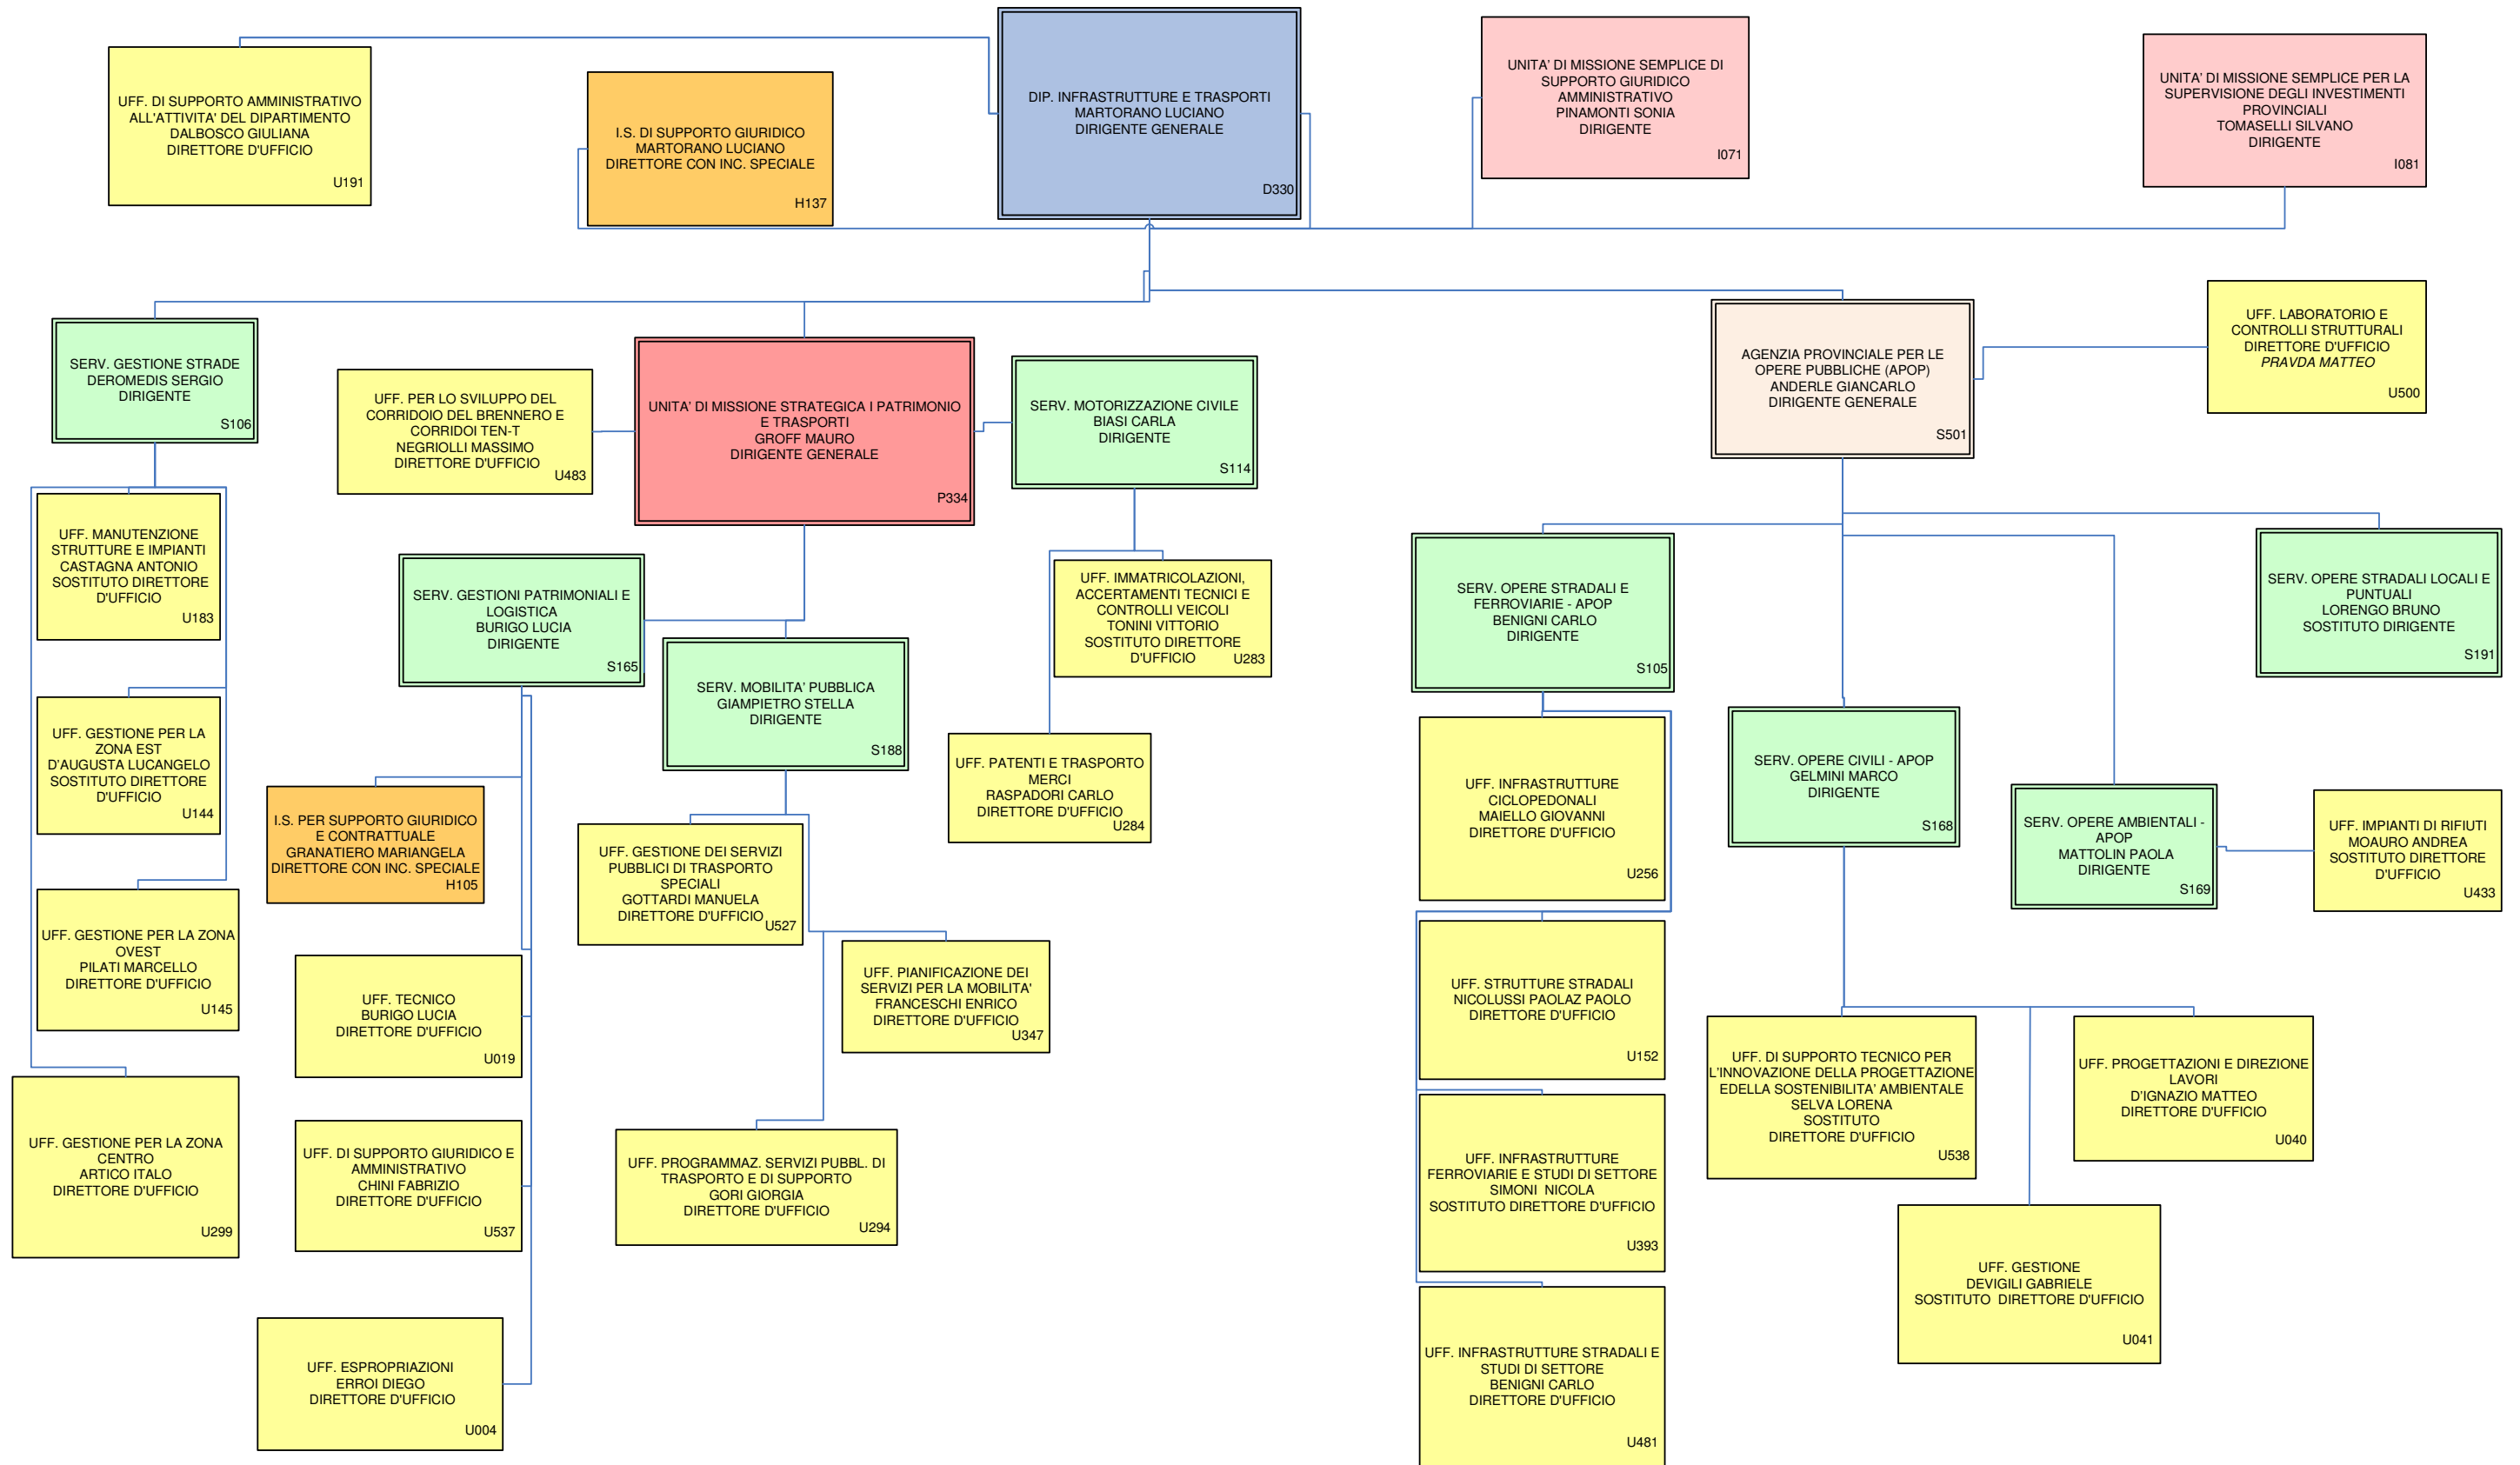 UFF. DI SUPPORTO AMMINISTRATIVO
ALL'ATTIVITA' DEL DIPARTIMENTO
DALBOSCO GIULIANA
DIRETTORE D'UFFICIO
U191
I.S. DI SUPPORTO GIURIDICO
MARTORANO LUCIANO
DIRETTORE CON INC. SPECIALE
H137
DIP. INFRASTRUTTURE E TRASPORTI
MARTORANO LUCIANO
DIRIGENTE GENERALE
D330
UNITA' DI MISSIONE SEMPLICE DI
SUPPORTO GIURIDICO
AMMINISTRATIVO
PINAMONTI SONIA
DIRIGENTE
I071
UNITA' DI MISSIONE SEMPLICE PER LA
SUPERVISIONE DEGLI INVESTIMENTI
PROVINCIALI
TOMASELLI SILVANO
DIRIGENTE
I081
SERV. GESTIONE STRADE
DEROMEDIS SERGIO
DIRIGENTE
S106
UFF. PER LO SVILUPPO DEL
CORRIDOIO DEL BRENNERO E
CORRIDOI TEN-T
NEGRIOLLI MASSIMO
DIRETTORE D'UFFICIO
U483
UNITA' DI MISSIONE STRATEGICA I PATRIMONIO
E TRASPORTI
GROFF MAURO
DIRIGENTE GENERALE
P334
SERV. MOTORIZZAZIONE CIVILE
BIASI CARLA
DIRIGENTE
S114
AGENZIA PROVINCIALE PER LE
OPERE PUBBLICHE (APOP)
ANDERLE GIANCARLO
DIRIGENTE GENERALE
S501
UFF. LABORATORIO E
CONTROLLI STRUTTURALI
DIRETTORE D'UFFICIO
PRAVDA MATTEO
U500
UFF. MANUTENZIONE
STRUTTURE E IMPIANTI
CASTAGNA ANTONIO
SOSTITUTO DIRETTORE
D'UFFICIO
U183
SERV. GESTIONI PATRIMONIALI E
LOGISTICA
BURIGO LUCIA
DIRIGENTE
S165
SERV. MOBILITA' PUBBLICA
GIAMPIETRO STELLA
DIRIGENTE
S188
UFF. IMMATRICOLAZIONI,
ACCERTAMENTI TECNICI E
CONTROLLI VEICOLI
TONINI VITTORIO
SOSTITUTO DIRETTORE
D'UFFICIO
U283
SERV. OPERE STRADALI E
FERROVIARIE - APOP
BENIGNI CARLO
DIRIGENTE
S105
SERV. OPERE STRADALI LOCALI E
PUNTUALI
LORENGO BRUNO
SOSTITUTO DIRIGENTE
S191
UFF. GESTIONE PER LA
ZONA EST
D'AUGUSTA LUCANGELO
SOSTITUTO DIRETTORE
D'UFFICIO
U144
I.S. PER SUPPORTO GIURIDICO
E CONTRATTUALE
GRANATIERO MARIANGELA
DIRETTORE CON INC. SPECIALE
H105
UFF. PATENTI E TRASPORTO
MERCI
RASPADORI CARLO
DIRETTORE D'UFFICIO
U284
UFF. INFRASTRUTTURE
CICLOPEDONALI
MAIELLO GIOVANNI
DIRETTORE D'UFFICIO
U256
SERV. OPERE CIVILI - APOP
GELMINI MARCO
DIRIGENTE
S168
SERV. OPERE AMBIENTALI -
APOP
MATTOLIN PAOLA
DIRIGENTE
S169
UFF. IMPIANTI DI RIFIUTI
MOAURO ANDREA
SOSTITUTO DIRETTORE
D'UFFICIO
U433
UFF. GESTIONE DEI SERVIZI
PUBBLICI DI TRASPORTO
SPECIALI
GOTTARDI MANUELA
DIRETTORE D'UFFICIO
U527
UFF. GESTIONE PER LA ZONA
OVEST
PILATI MARCELLO
DIRETTORE D'UFFICIO
U145
UFF. TECNICO
BURIGO LUCIA
DIRETTORE D'UFFICIO
U019
UFF. PIANIFICAZIONE DEI
SERVIZI PER LA MOBILITA'
FRANCESCHI ENRICO
DIRETTORE D'UFFICIO
U347
UFF. STRUTTURE STRADALI
NICOLUSSI PAOLAZ PAOLO
DIRETTORE D'UFFICIO
U152
UFF. DI SUPPORTO TECNICO PER
L'INNOVAZIONE DELLA PROGETTAZIONE
EDELLA SOSTENIBILITA' AMBIENTALE
SELVA LORENA
SOSTITUTO
DIRETTORE D'UFFICIO
U538
UFF. PROGETTAZIONI E DIREZIONE
LAVORI
D'IGNAZIO MATTEO
DIRETTORE D'UFFICIO
U040
UFF. GESTIONE PER LA ZONA
CENTRO
ARTICO ITALO
DIRETTORE D'UFFICIO
U299
UFF. DI SUPPORTO GIURIDICO E
AMMINISTRATIVO
CHINI FABRIZIO
DIRETTORE D'UFFICIO
U537
UFF. PROGRAMMAZ. SERVIZI PUBBL. DI
TRASPORTO E DI SUPPORTO
GORI GIORGIA
DIRETTORE D'UFFICIO
U294
UFF. INFRASTRUTTURE
FERROVIARIE E STUDI DI SETTORE
SIMONI  NICOLA
SOSTITUTO DIRETTORE D'UFFICIO
U393
UFF. GESTIONE
DEVIGILI GABRIELE
SOSTITUTO  DIRETTORE D'UFFICIO
U041
UFF. ESPROPRIAZIONI
ERROI DIEGO
DIRETTORE D'UFFICIO
U004
UFF. INFRASTRUTTURE STRADALI E
STUDI DI SETTORE
BENIGNI CARLO
DIRETTORE D'UFFICIO
U481